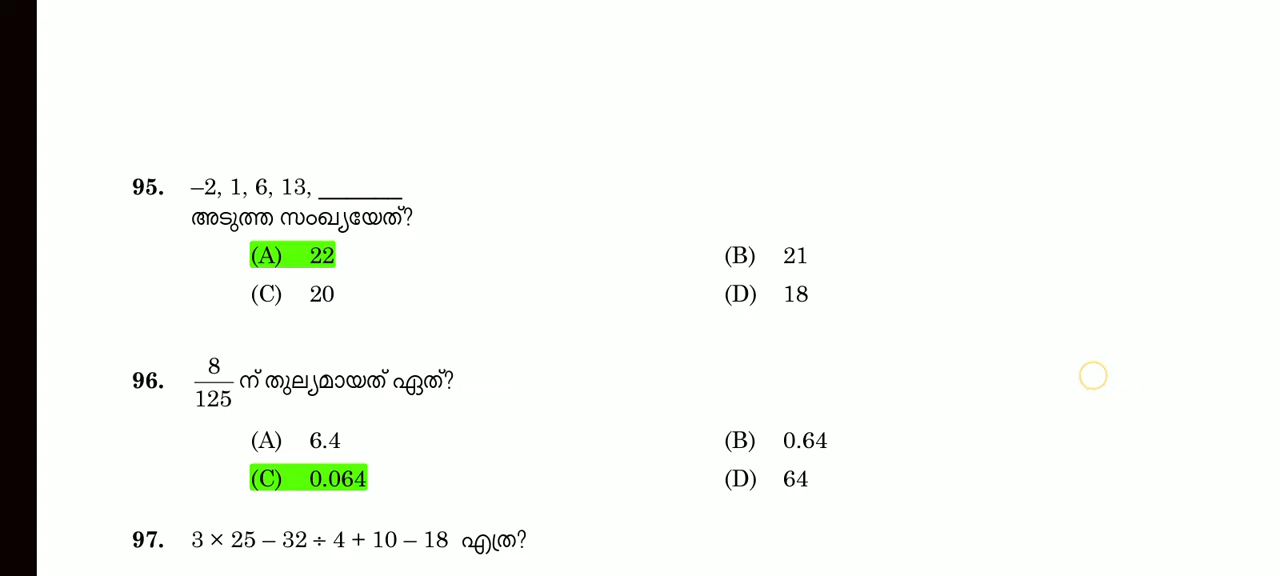 95. –2, 1, 6, 13, ______
അടുത്ത സംഖ്യയേത്?
(A) 22 (B) 21
(C) 20 (D) 18
96. 8/125 ന് തുല്യമായത് ഏത്?
(A) 6.4 (B) 0.64
(C) 0.064 (D) 64
97. 3 × 25 – 32 ÷ 4 + 10 – 18 എത്ര?